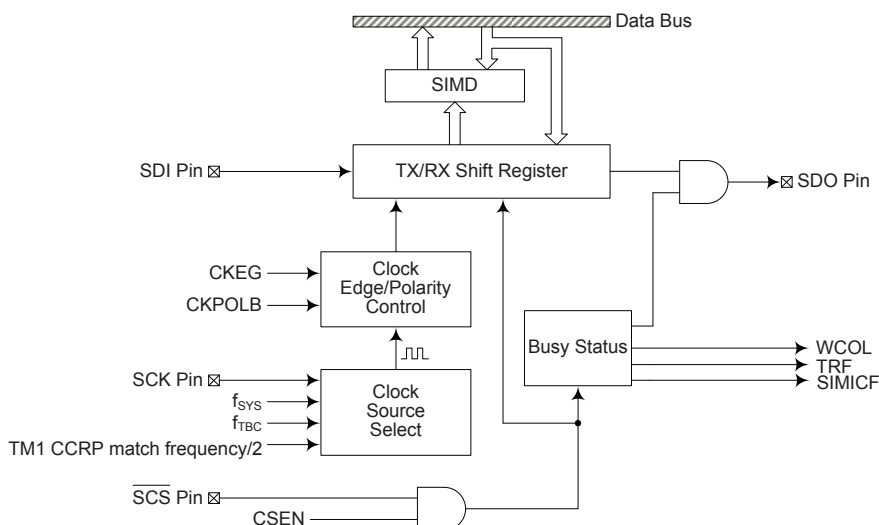 Data Bus
SIMD
SDI Pin
TX/RX Shift Register
SDO Pin
CKEG
CKPOLB
Clock
Edge/Polarity
Control
Busy Status
WCOL
TRF
SIMICF
SCK Pin
fSYS
fTBC
TM1 CCRP match frequency/2
Clock
Source
Select
SCS Pin
CSEN